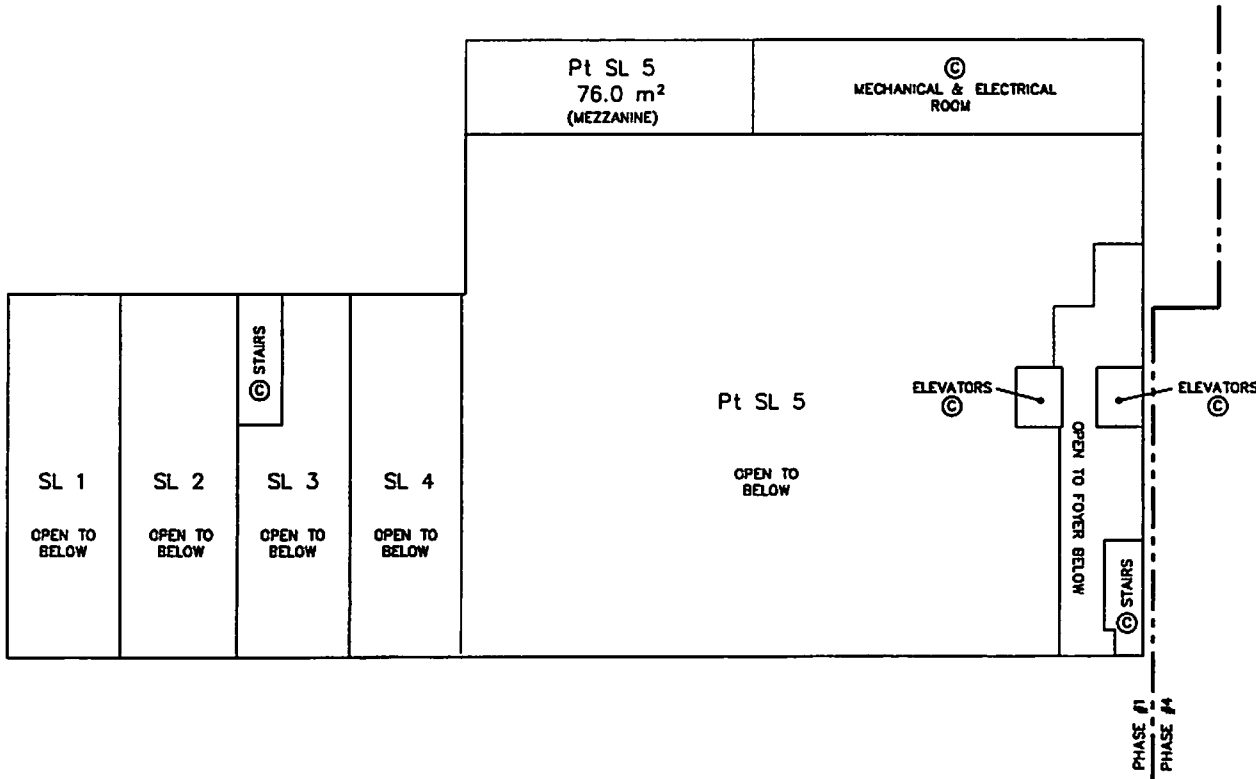 Pt SL 5
76.0 m²
(MEZZANINE)
©
MECHANICAL & ELECTRICAL
ROOM
© STAIRS
ELEVATORS
©
ELEVATORS
©
Pt SL 5
OPEN TO
BELOW
OPEN TO FOYER BELOW
SL 1
OPEN TO
BELOW
SL 2
OPEN TO
BELOW
SL 3
OPEN TO
BELOW
SL 4
OPEN TO
BELOW
© STAIRS
PHASE #1
PHASE #4